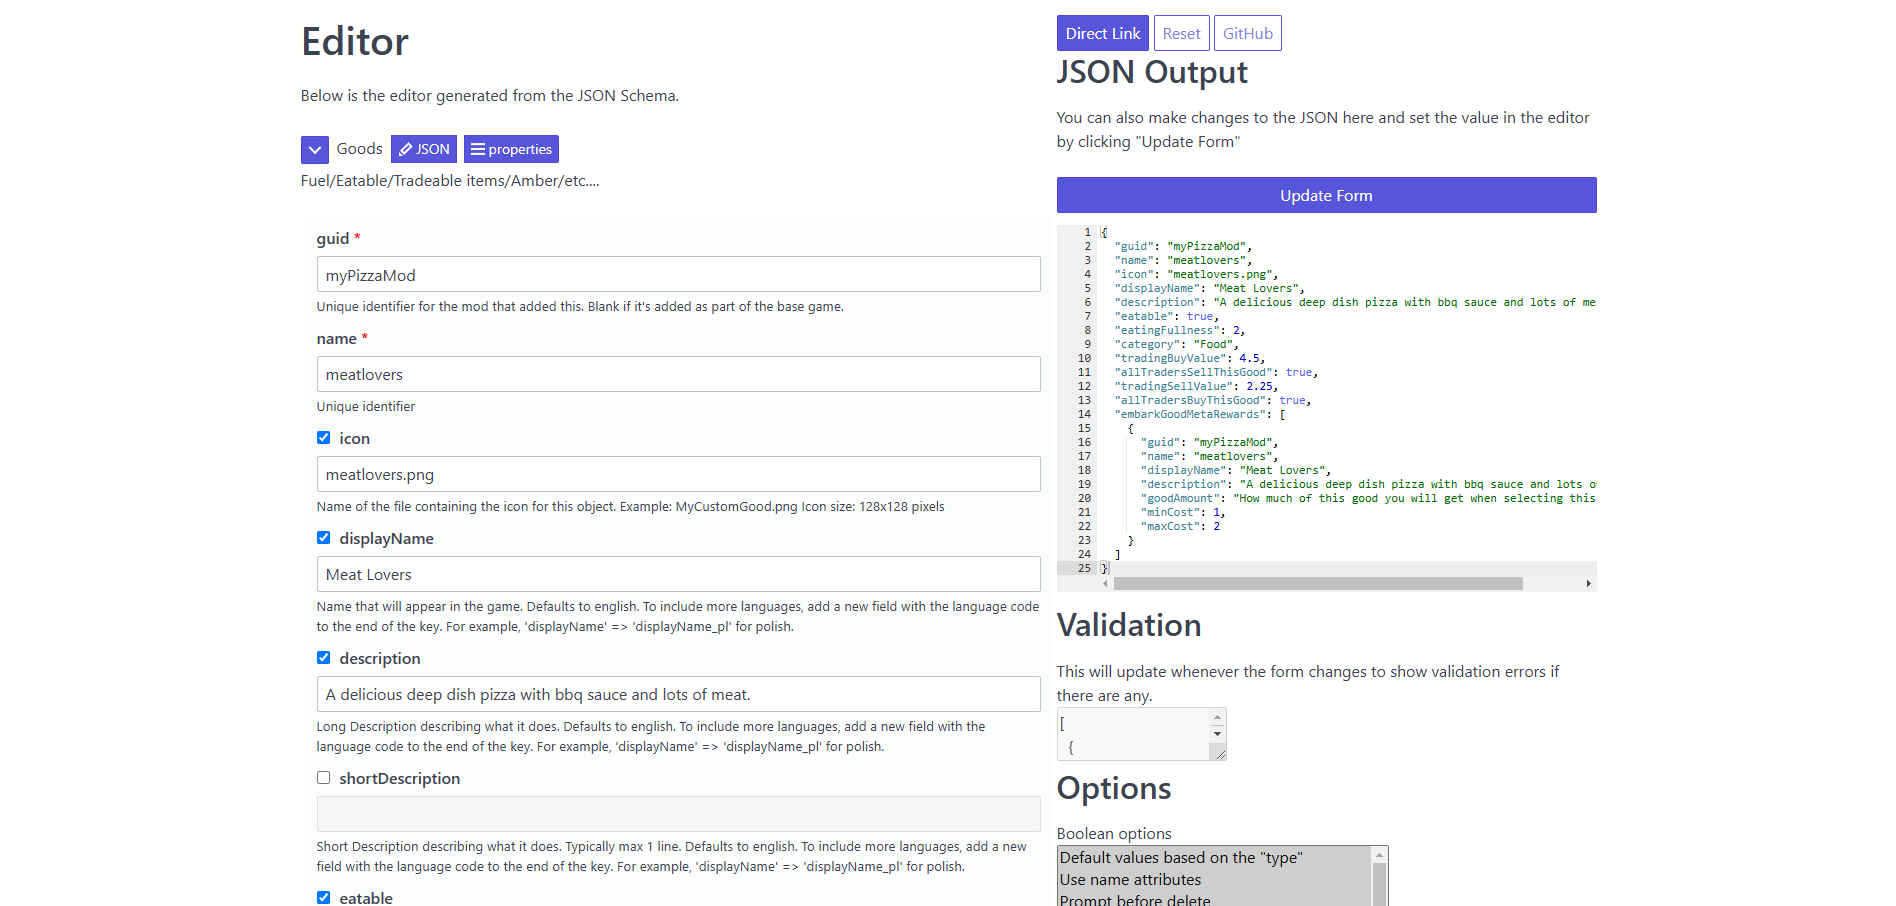 Editor
Below is the editor generated from the JSON Schema.
Goods JSON properties
Fuel/Eatable/Tradeable items/Amber/etc....
guid *
myPizzaMod
Unique identifier for the mod that added this. Blank if it's added as part of the base game.
name *
meatlovers
Unique identifier
icon
meatlovers.png
Name of the file containing the icon for this object. Example: MyCustomGood.png Icon size: 128x128 pixels
displayName
Meat Lovers
Name that will appear in the game. Defaults to english. To include more languages, add a new field with the language code
to the end of the key. For example, 'displayName' => 'displayName_pl' for polish.
description
A delicious deep dish pizza with bbq sauce and lots of meat.
Long Description describing what it does. Defaults to english. To include more languages, add a new field with the
language code to the end of the key. For example, 'displayName' => 'displayName_pl' for polish.
shortDescription
Short Description describing what it does. Typically max 1 line. Defaults to english. To include more languages, add a new
field with the language code to the end of the key. For example, 'displayName' => 'displayName_pl' for polish.
eatable
Direct Link Reset GitHub
JSON Output
You can also make changes to the JSON here and set the value in the editor
by clicking "Update Form"
Update Form
1 {
2 "guid": "myPizzaMod",
3 "name": "meatlovers",
4 "icon": "meatlovers.png",
5 "displayName": "Meat Lovers",
6 "description": "A delicious deep dish pizza with bbq sauce and lots of me
7 "eatable": true,
8 "eatingFullness": 2,
9 "category": "Food",
10 "tradingBuyValue": 4.5,
11 "allTradersSellThisGood": true,
12 "tradingSellValue": 2.25,
13 "allTradersBuyThisGood": true,
14 "embarkGoodMetaRewards": [
15 {
16 "guid": "myPizzaMod",
17 "name": "meatlovers",
18 "displayName": "Meat Lovers",
19 "description": "A delicious deep dish pizza with bbq sauce and lots o
20 "goodAmount": "How much of this good you will get when selecting this
21 "minCost": 1,
22 "maxCost": 2
23 }
24 ]
25 }
Validation
This will update whenever the form changes to show validation errors if
there are any.
[
{
Options
Boolean options
Default values based on the "type"
Use name attributes
Prompt before delete